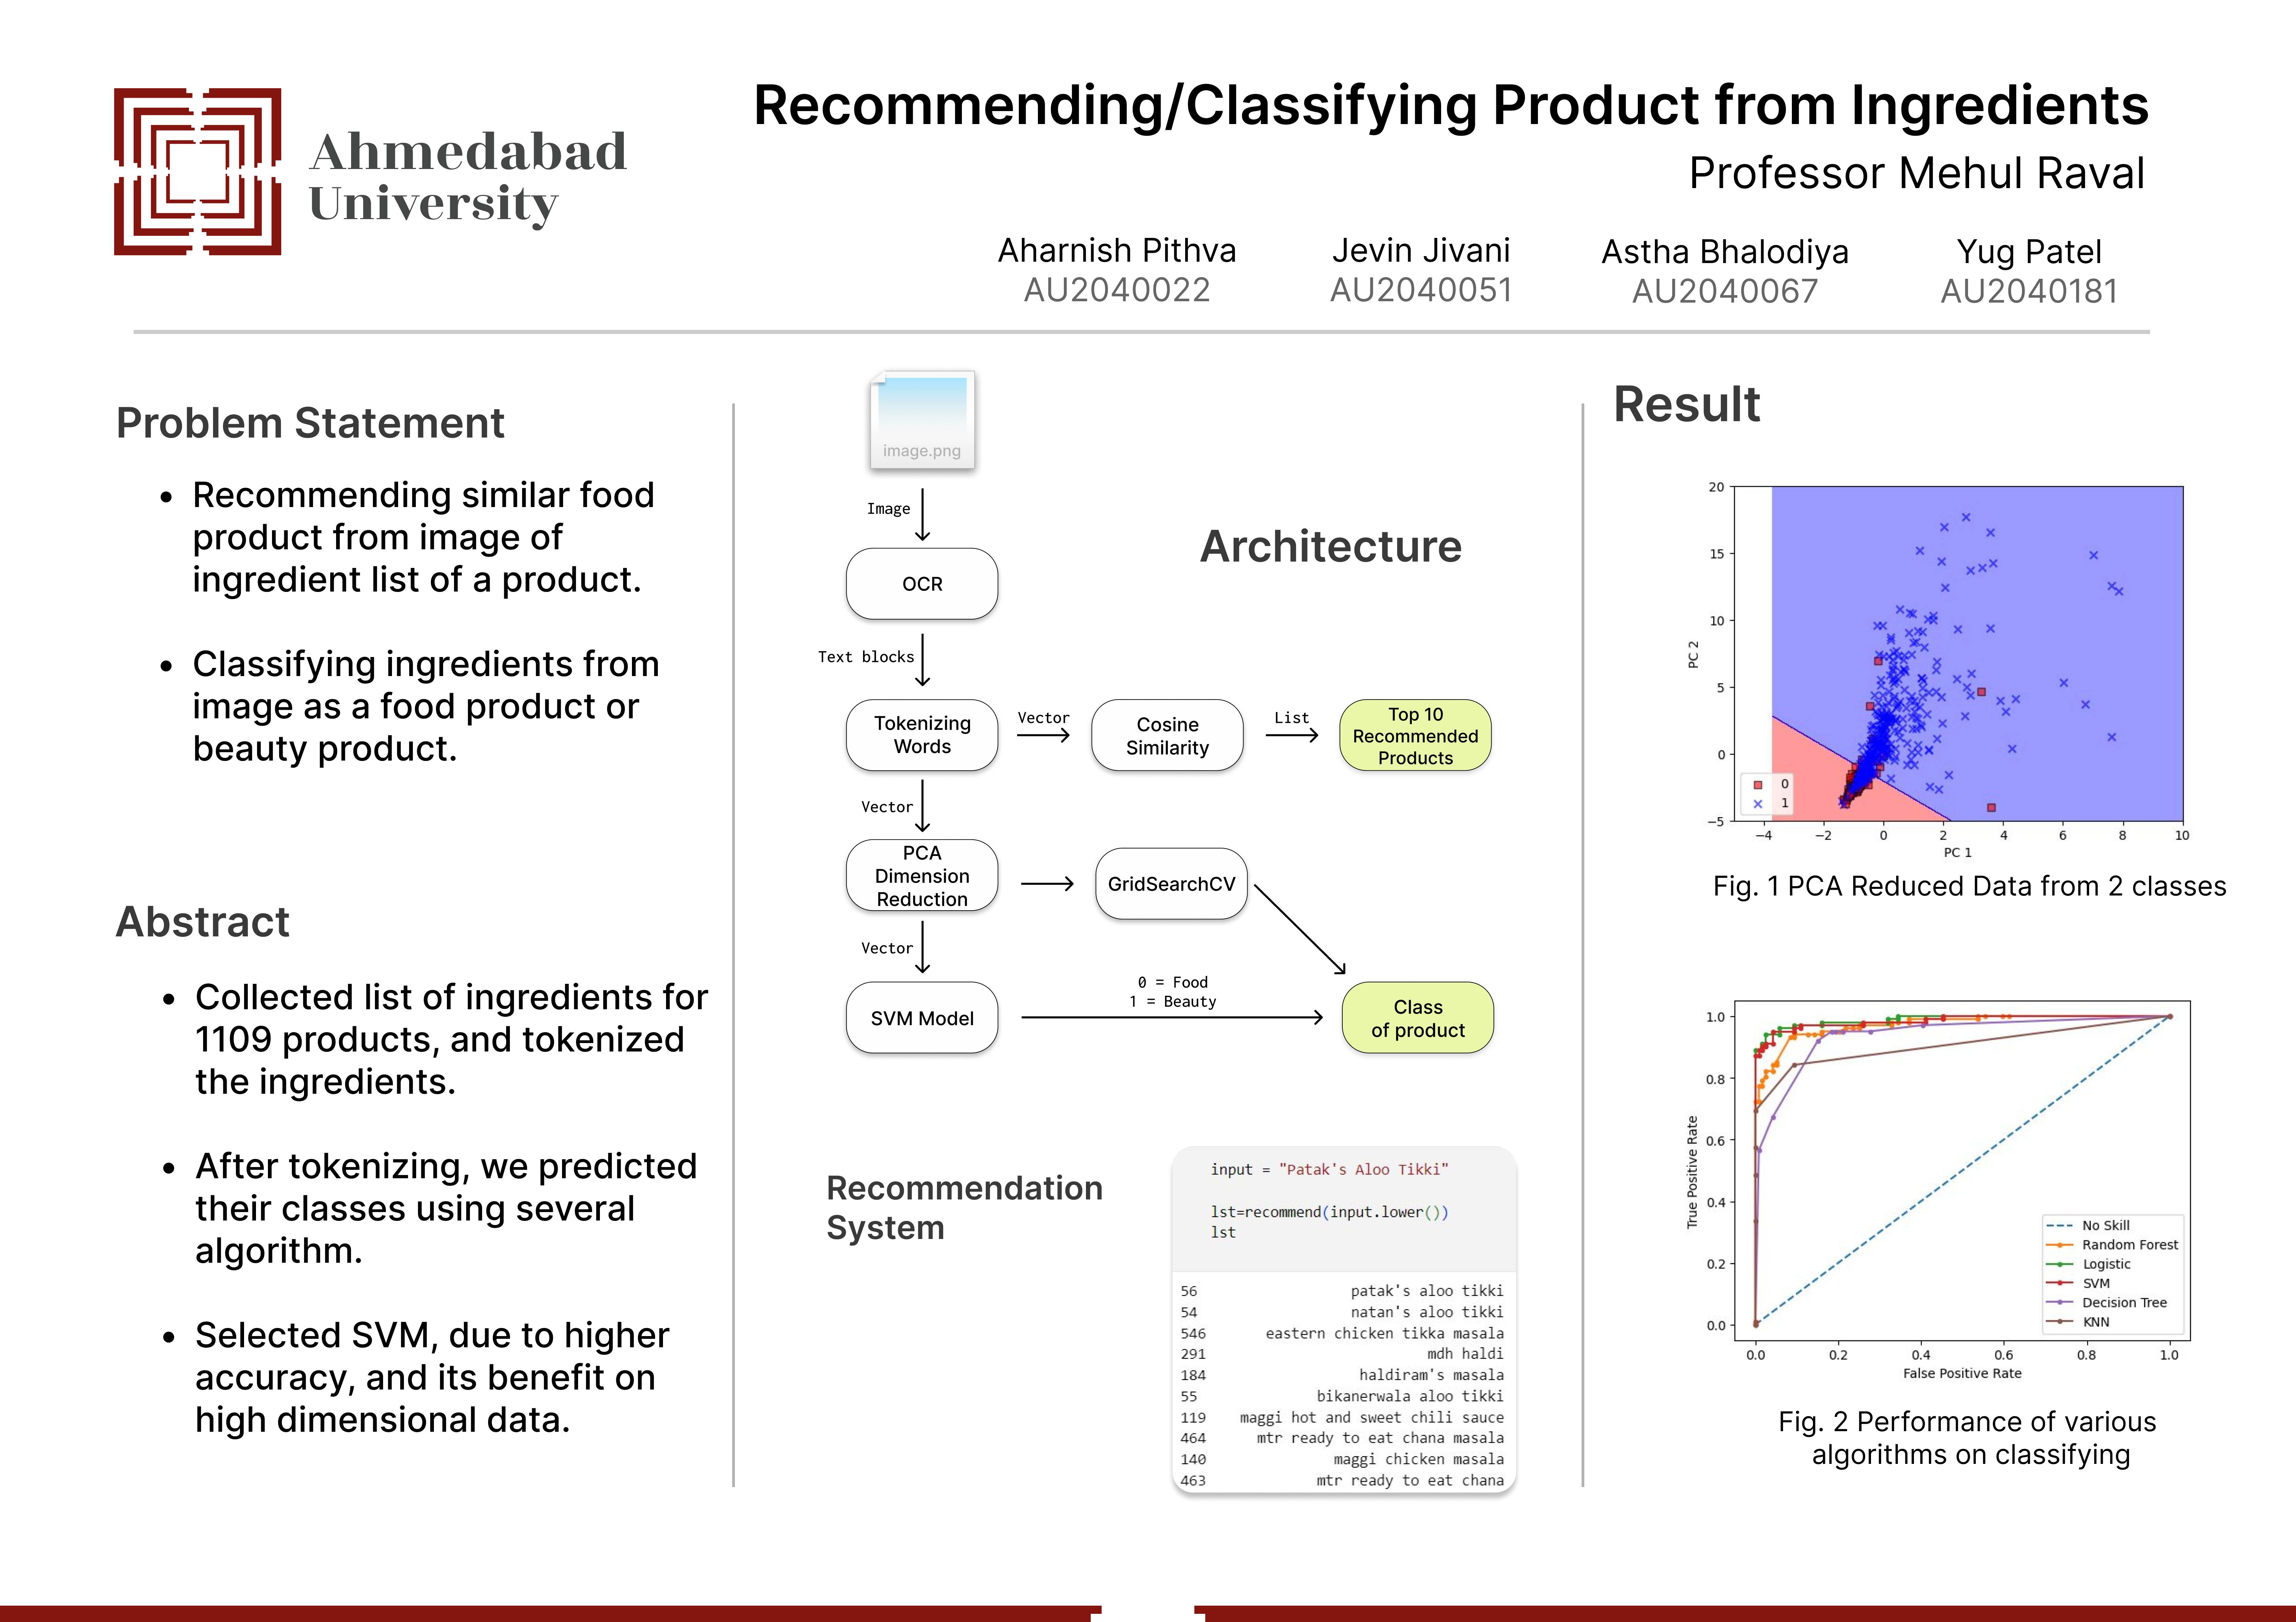 Ahmedabad
University
Recommending/Classifying Product from Ingredients
Professor Mehul Raval
Aharnish Pithva
AU2040022
Jevin Jivani
AU2040051
Astha Bhalodiya
AU2040067
Yug Patel
AU2040181
Problem Statement
• Recommending similar food
product from image of
ingredient list of a product.
• Classifying ingredients from
image as a food product or
beauty product.
Abstract
• Collected list of ingredients for
1109 products, and tokenized
the ingredients.
• After tokenizing, we predicted
their classes using several
algorithm.
• Selected SVM, due to higher
accuracy, and its benefit on
high dimensional data.
image.png
Image
Architecture
OCR
Text blocks
Tokenizing
Words
Vector
Cosine
Similarity
List
Top 10
Recommended
Products
Vector
PCA
Dimension
Reduction
GridSearchCV
Vector
SVM Model
0 = Food
1 = Beauty
Class
of product
Recommendation
System
input = "Patak's Aloo Tikki"
lst=recommend(input.lower())
lst
56 patak's aloo tikki
54 natan's aloo tikki
546 eastern chicken tikka masala
291 mdh haldi
184 haldiram's masala
55 bikanerwala aloo tikki
119 maggi hot and sweet chili sauce
464 mtr ready to eat chana masala
140 maggi chicken masala
463 mtr ready to eat chana
Result
20
15
10
5
0
−5
PC 2
0
1
−4 −2 0 2 4 6 8 10
PC 1
Fig. 1 PCA Reduced Data from 2 classes
1.0
0.8
0.6
0.4
0.2
0.0
True Positive Rate
No Skill
Random Forest
Logistic
SVM
Decision Tree
KNN
0.0 0.2 0.4 0.6 0.8 1.0
False Positive Rate
Fig. 2 Performance of various
algorithms on classifying